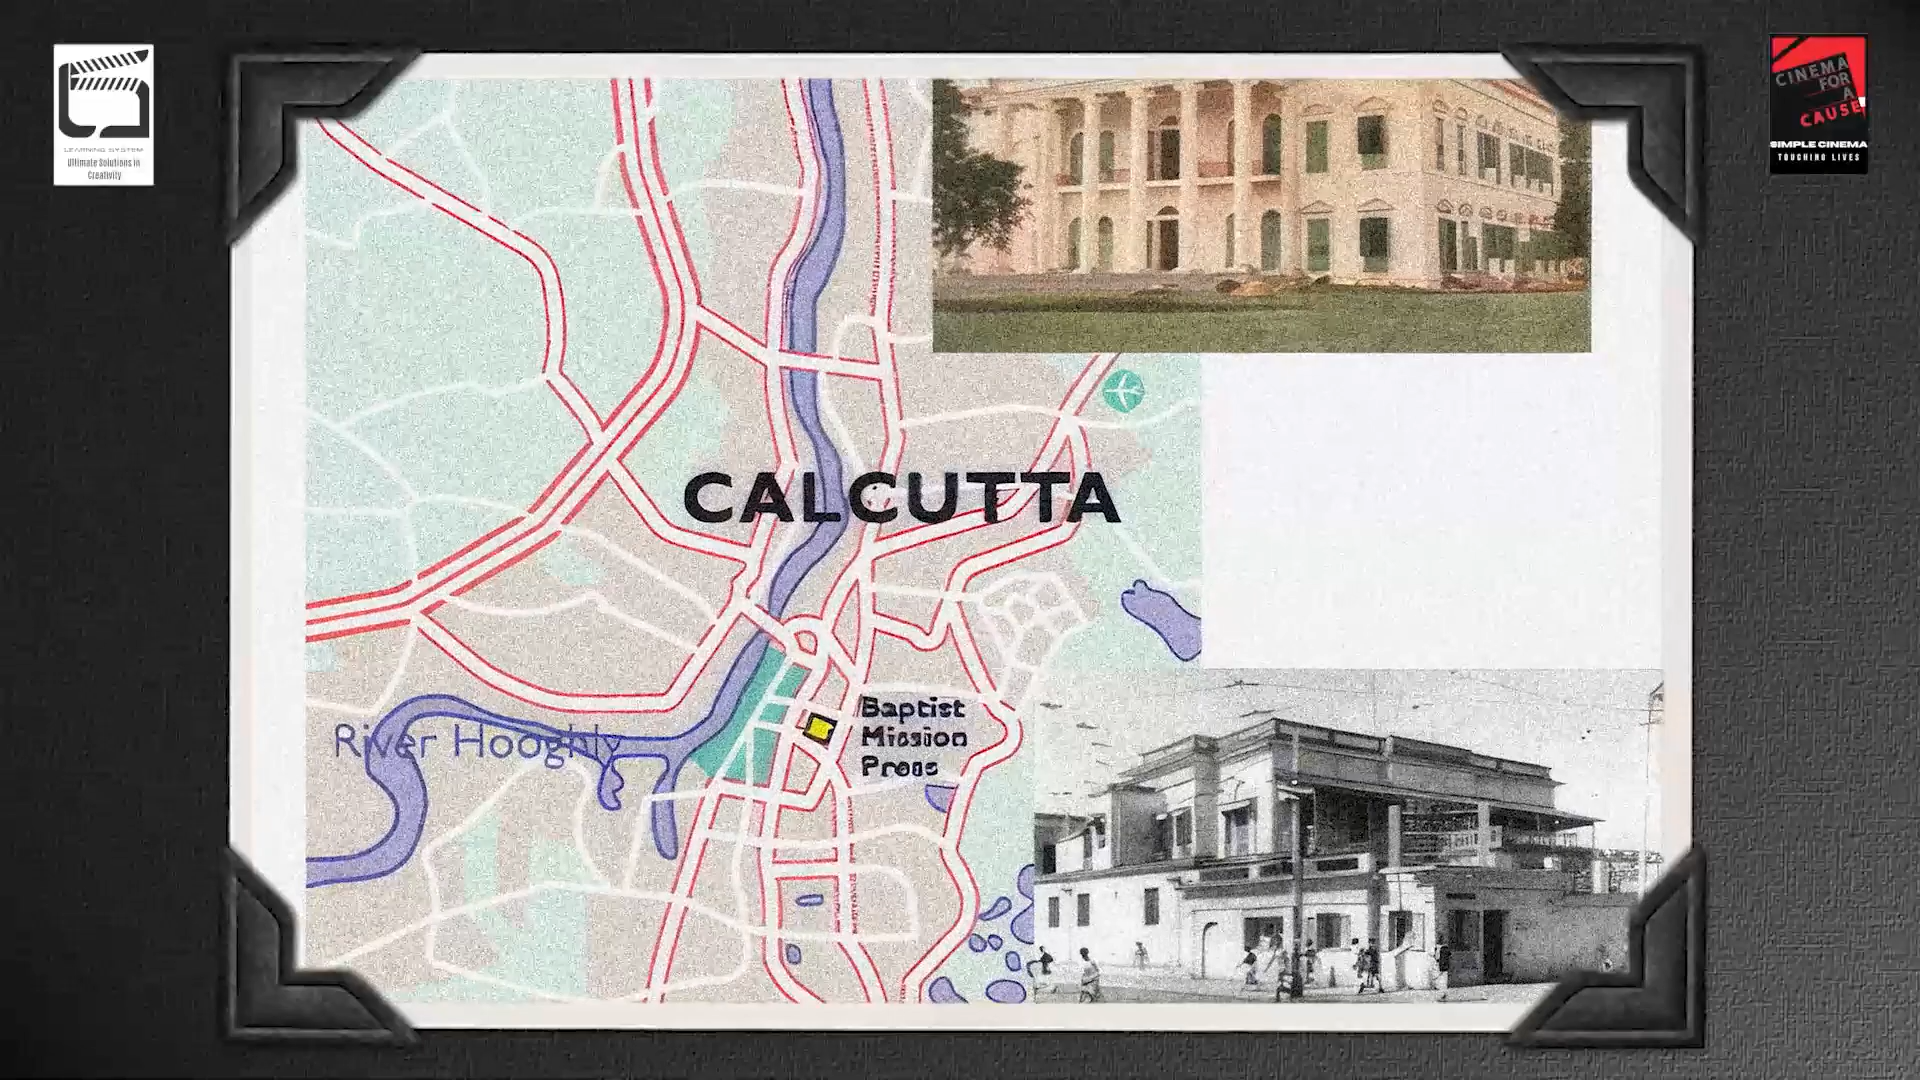 LEARNING SYSTEM
Ultimate Solutions in
Creativity
CINEMA
FOR
A
CAUSE
SIMPLE CINEMA
TOUCHING LIVES
CALCUTTA
River Hooghly
Baptist
Mission
Press